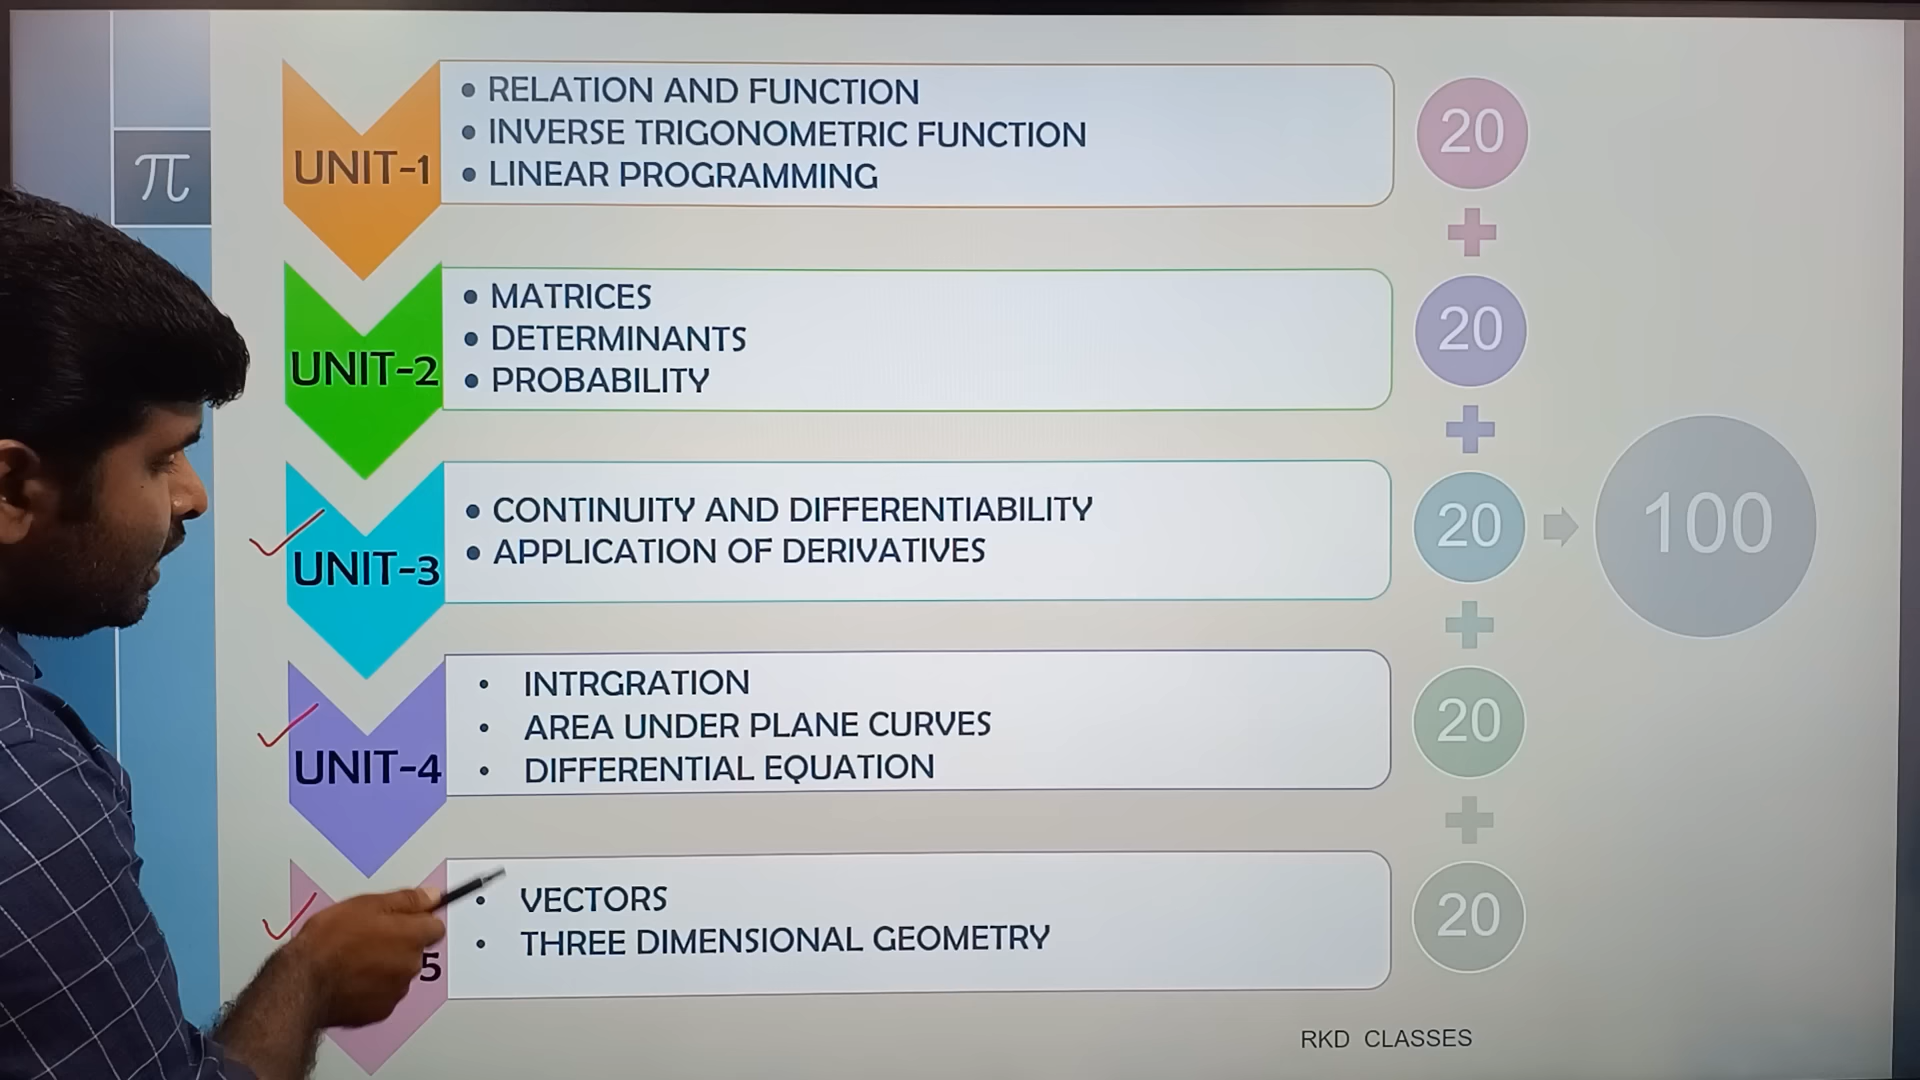 π
UNIT-1
• RELATION AND FUNCTION
• INVERSE TRIGONOMETRIC FUNCTION
• LINEAR PROGRAMMING
20
+
UNIT-2
• MATRICES
• DETERMINANTS
• PROBABILITY
20
+
UNIT-3
• CONTINUITY AND DIFFERENTIABILITY
• APPLICATION OF DERIVATIVES
20
100
+
UNIT-4
• INTRGRATION
• AREA UNDER PLANE CURVES
• DIFFERENTIAL EQUATION
20
+
5
• VECTORS
• THREE DIMENSIONAL GEOMETRY
20
RKD CLASSES